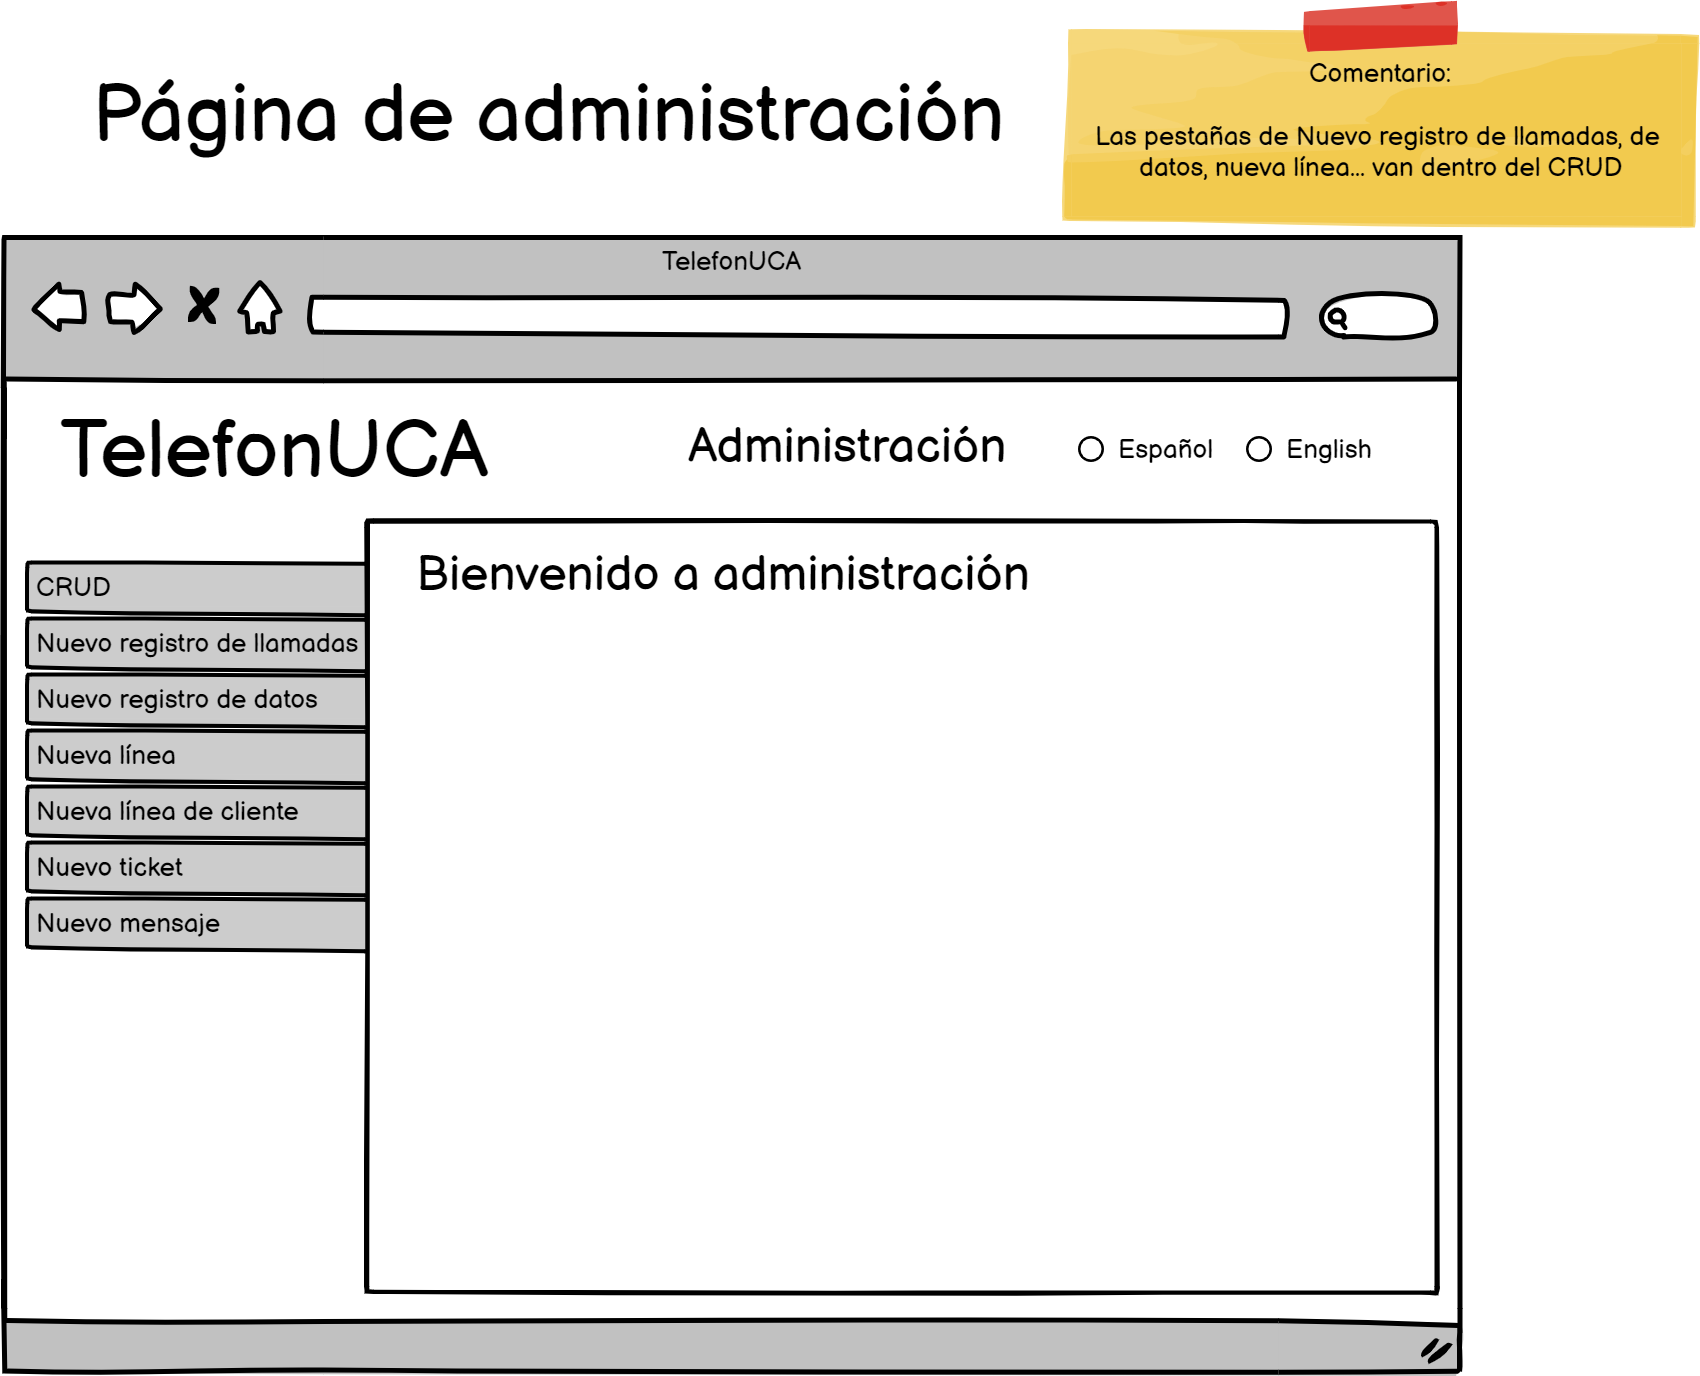 Página de administración
Comentario:
Las pestañas de Nuevo registro de llamadas, de
datos, nueva línea... van dentro del CRUD
TelefonUCA
TelefonUCA
Administración
Español
English
Bienvenido a administración
CRUD
Nuevo registro de llamadas
Nuevo registro de datos
Nueva línea
Nueva línea de cliente
Nuevo ticket
Nuevo mensaje